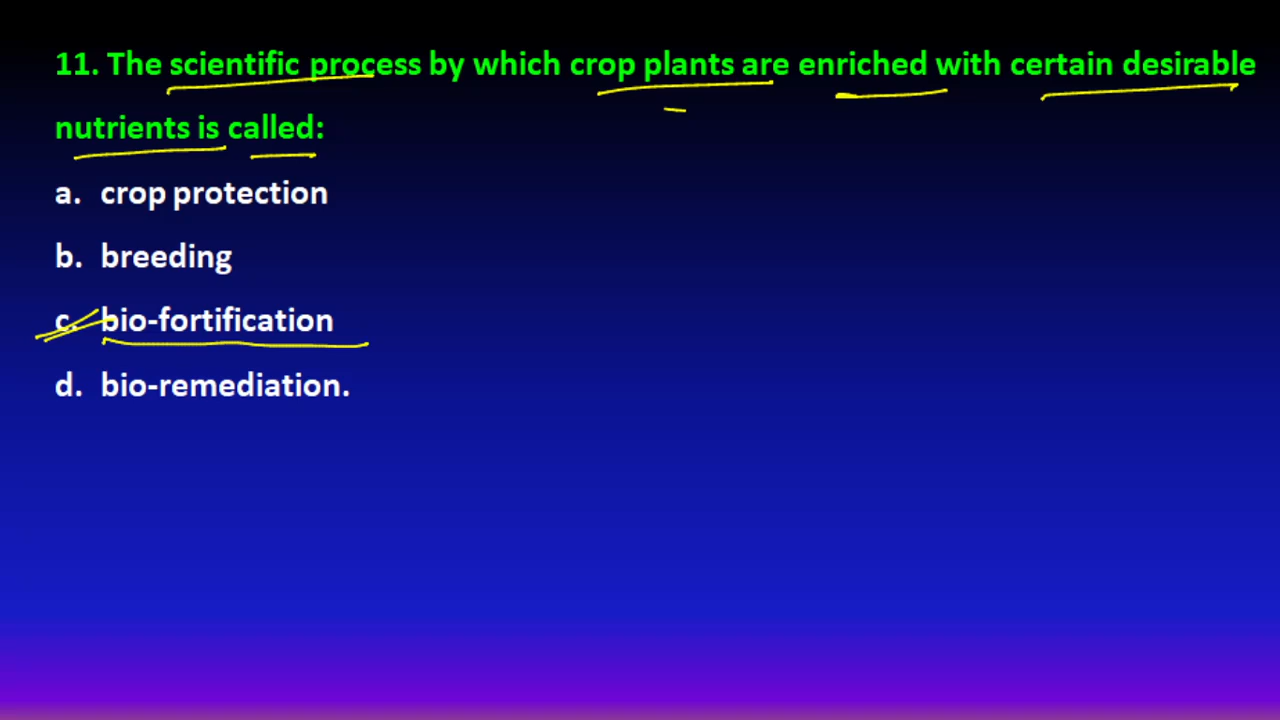 11. The scientific process by which crop plants are enriched with certain desirable
nutrients is called:
a. crop protection
b. breeding
c. bio-fortification
d. bio-remediation.